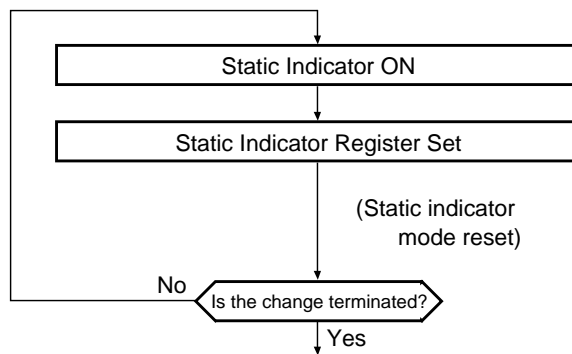 Static Indicator ON
Static Indicator Register Set
(Static indicator
mode reset)
No
Is the change terminated?
Yes